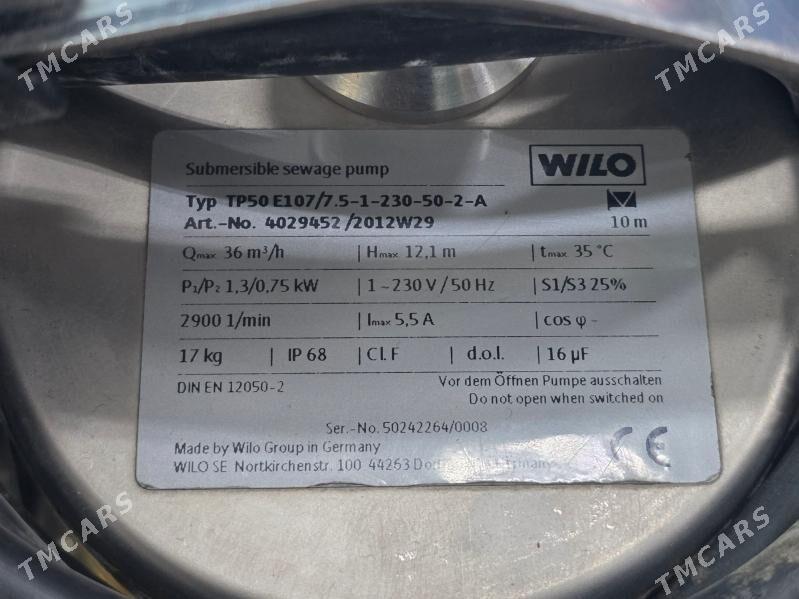 TMCARS
TMCARS
Submersible sewage pump
WILO
Typ TP50 E107/7.5-1-230-50-2-A
Art.-No. 4029452 /2012W29
10 m
Qmax 36 m³/h | Hmax 12,1 m | tmax 35 °C
P1/P2 1,3/0,75 kW | 1 ~ 230 V / 50 Hz | S1/S3 25%
2900 1/min | Imax 5,5 A | cos φ -
17 kg | IP 68 | Cl. F | d.o.l. | 16 µF
DIN EN 12050-2
Vor dem Öffnen Pumpe ausschalten
Do not open when switched on
Ser.-No. 50242264/0008
Made by Wilo Group in Germany
CE
WILO SE Nortkirchenstr. 100 44263
TMCARS
TMCARS